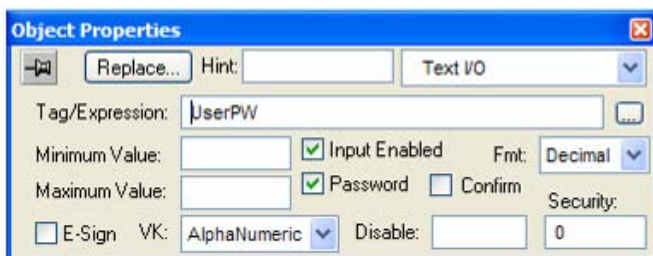 Object Properties
Replace... Hint: Text I/O
Tag/Expression: UserPW ...
Minimum Value: Input Enabled Fmt: Decimal
Maximum Value: Password Confirm Security:
E-Sign VK: AlphaNumeric Disable: 0